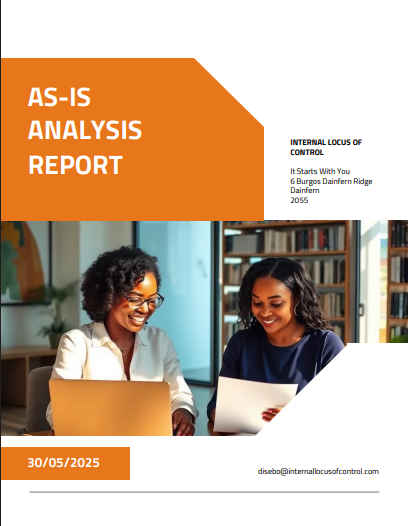 AS-IS
ANALYSIS
REPORT
INTERNAL LOCUS OF
CONTROL
It Starts With You
6 Burgos Dainfern Ridge
Dainfern
2055
30/05/2025
disebo@internallocusofcontrol.com